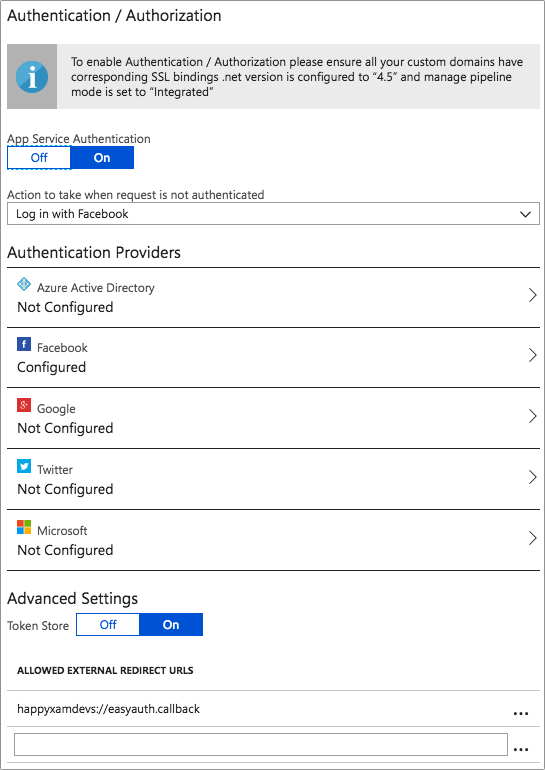 Authentication / Authorization
To enable Authentication / Authorization please ensure all your custom domains have
corresponding SSL bindings .net version is configured to “4.5” and manage pipeline
mode is set to “Integrated”
App Service Authentication
Off On
Action to take when request is not authenticated
Log in with Facebook
Authentication Providers
Azure Active Directory
Not Configured
Facebook
Configured
Google
Not Configured
Twitter
Not Configured
Microsoft
Not Configured
Advanced Settings
Token Store Off On
ALLOWED EXTERNAL REDIRECT URLS
happyxamdevs://easyauth.callback ...
...